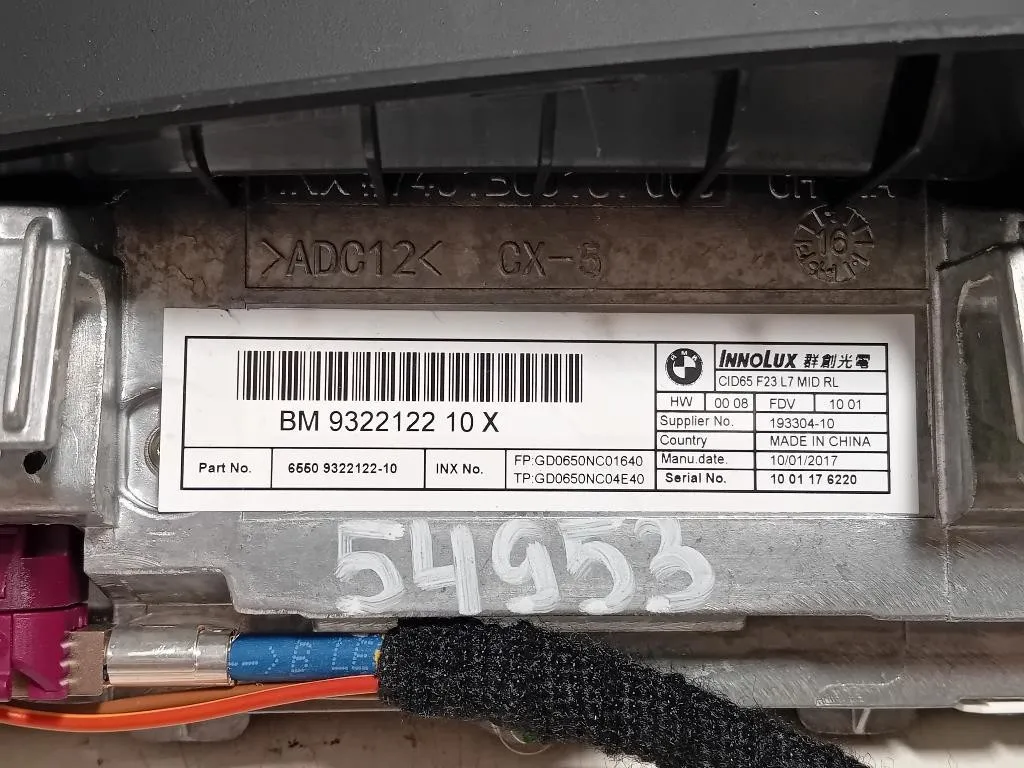 >ADC12< CX-5
16
BM 9322122 10 X
Part No. 6550 9322122-10 INX No. FP:GD0650NC01640
TP:GD0650NC04E40
BMW INNOLUX 群創光電
CID65 F23 L7 MID RL
HW 00 08 FDV 10 01
Supplier No. 193304-10
Country MADE IN CHINA
Manu.date. 10/01/2017
Serial No. 10 01 17 6220
54953